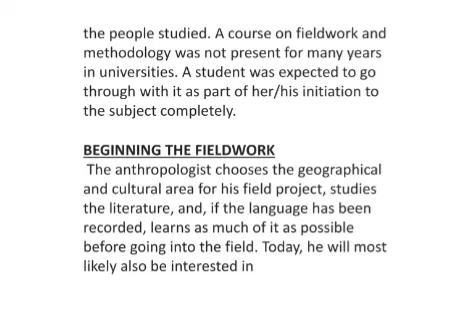 the people studied. A course on fieldwork and
methodology was not present for many years
in universities. A student was expected to go
through with it as part of her/his initiation to
the subject completely.
BEGINNING THE FIELDWORK
The anthropologist chooses the geographical
and cultural area for his field project, studies
the literature, and, if the language has been
recorded, learns as much of it as possible
before going into the field. Today, he will most
likely also be interested in